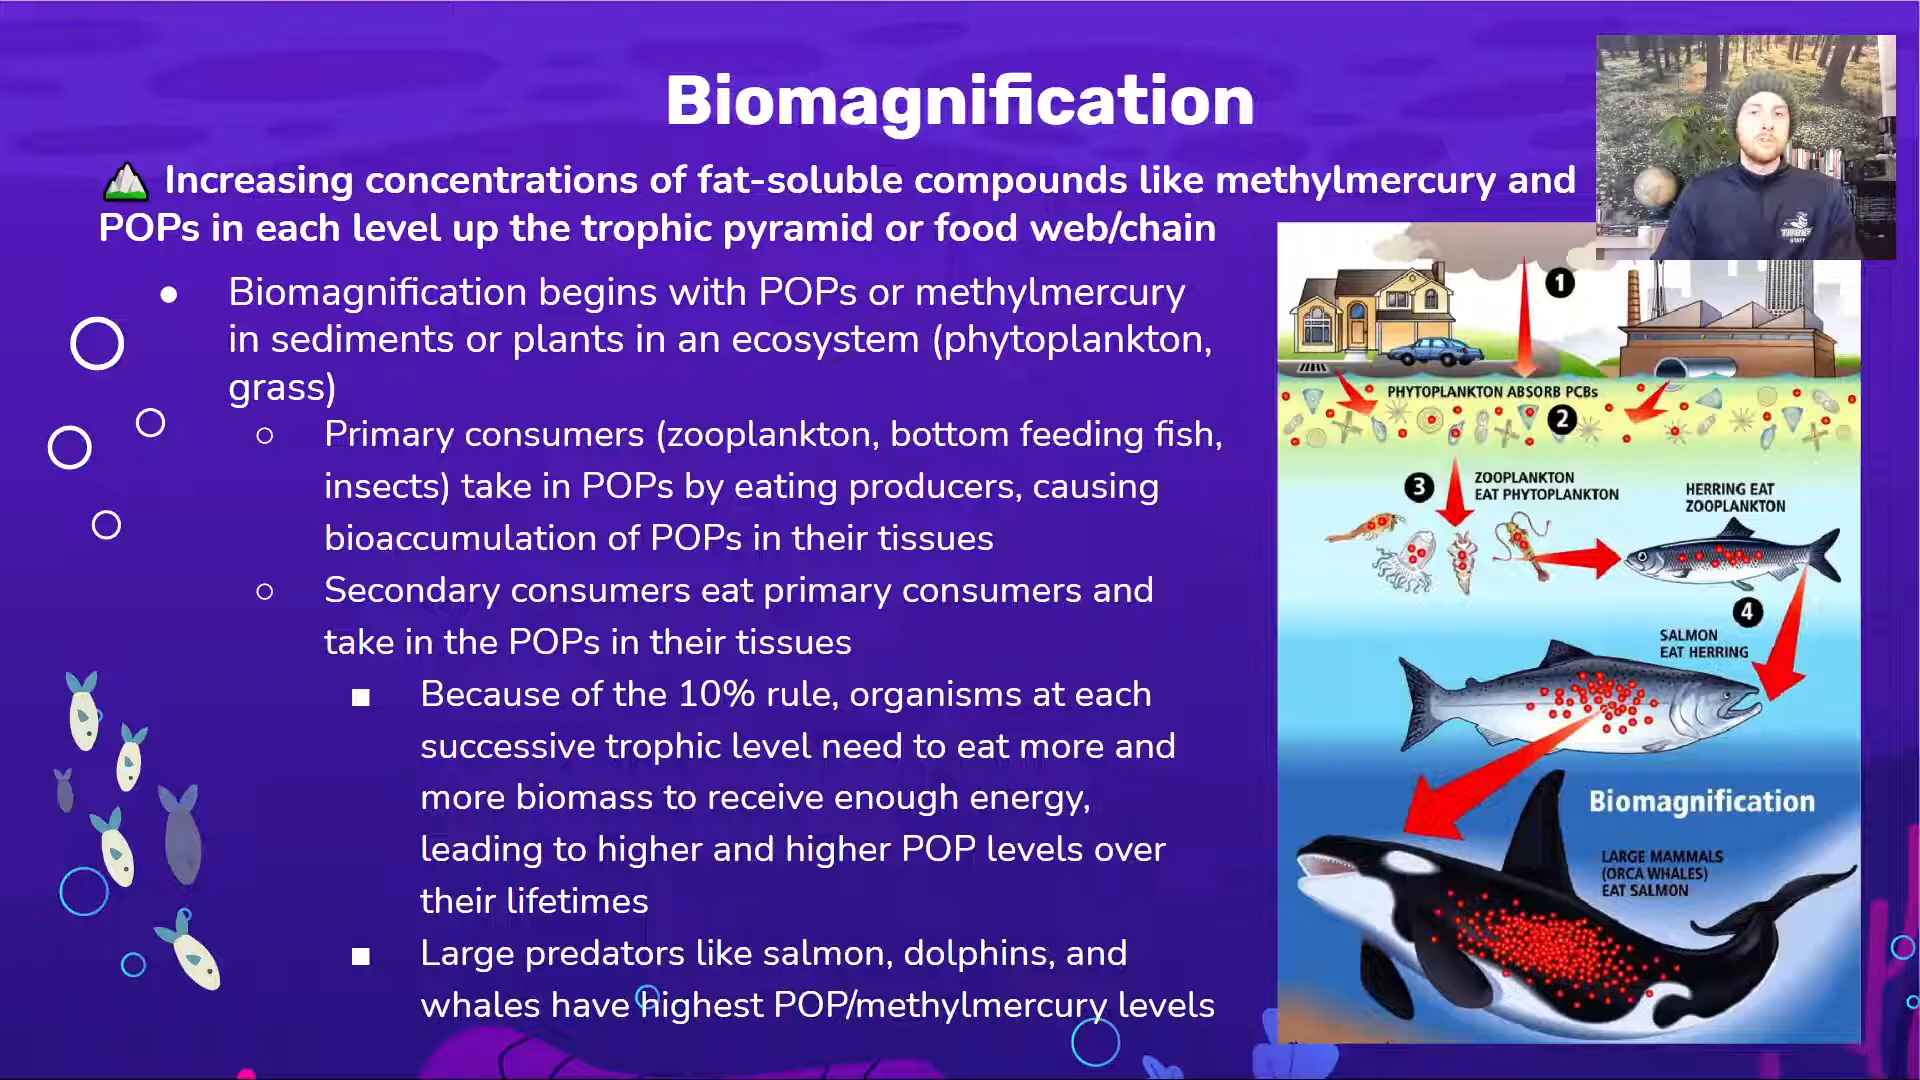 Biomagnification
Increasing concentrations of fat-soluble compounds like methylmercury and
POPs in each level up the trophic pyramid or food web/chain
● Biomagnification begins with POPs or methylmercury
in sediments or plants in an ecosystem (phytoplankton,
grass)
○ Primary consumers (zooplankton, bottom feeding fish,
insects) take in POPs by eating producers, causing
bioaccumulation of POPs in their tissues
○ Secondary consumers eat primary consumers and
take in the POPs in their tissues
■ Because of the 10% rule, organisms at each
successive trophic level need to eat more and
more biomass to receive enough energy,
leading to higher and higher POP levels over
their lifetimes
■ Large predators like salmon, dolphins, and
whales have highest POP/methylmercury levels
1
PHYTOPLANKTON ABSORB PCBs
2
3
ZOOPLANKTON
EAT PHYTOPLANKTON
HERRING EAT
ZOOPLANKTON
4
SALMON
EAT HERRING
Biomagnification
LARGE MAMMALS
(ORCA WHALES)
EAT SALMON
STAFF